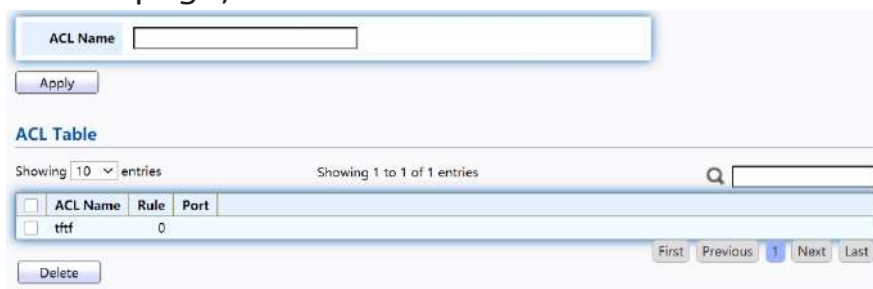 ACL Name
Apply
ACL Table
Showing 10 entries Showing 1 to 1 of 1 entries
ACL Name Rule Port
tftf 0
First Previous 1 Next Last
Delete